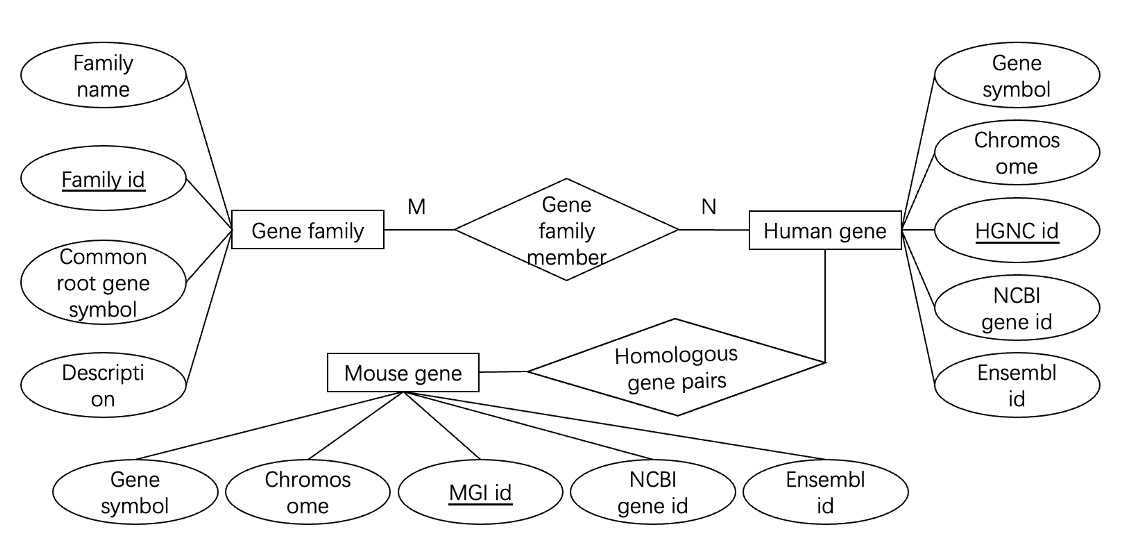 Family
name
Family id
Common
root gene
symbol
Descripti
on
Gene family
M
Gene
family
member
N
Human gene
Gene
symbol
Chromos
ome
HGNC id
NCBI
gene id
Ensembl
id
Homologous
gene pairs
Mouse gene
Gene
symbol
Chromos
ome
MGI id
NCBI
gene id
Ensembl
id